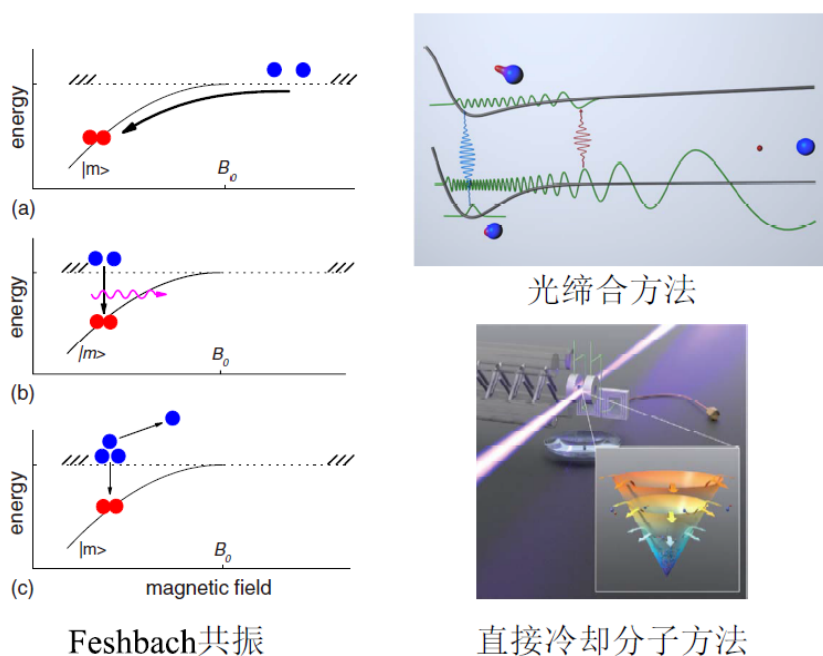 energy
|m>
B0
(a)
energy
|m>
B0
(b)
energy
|m>
B0
(c)
magnetic field
Feshbach共振
光缔合方法
直接冷却分子方法